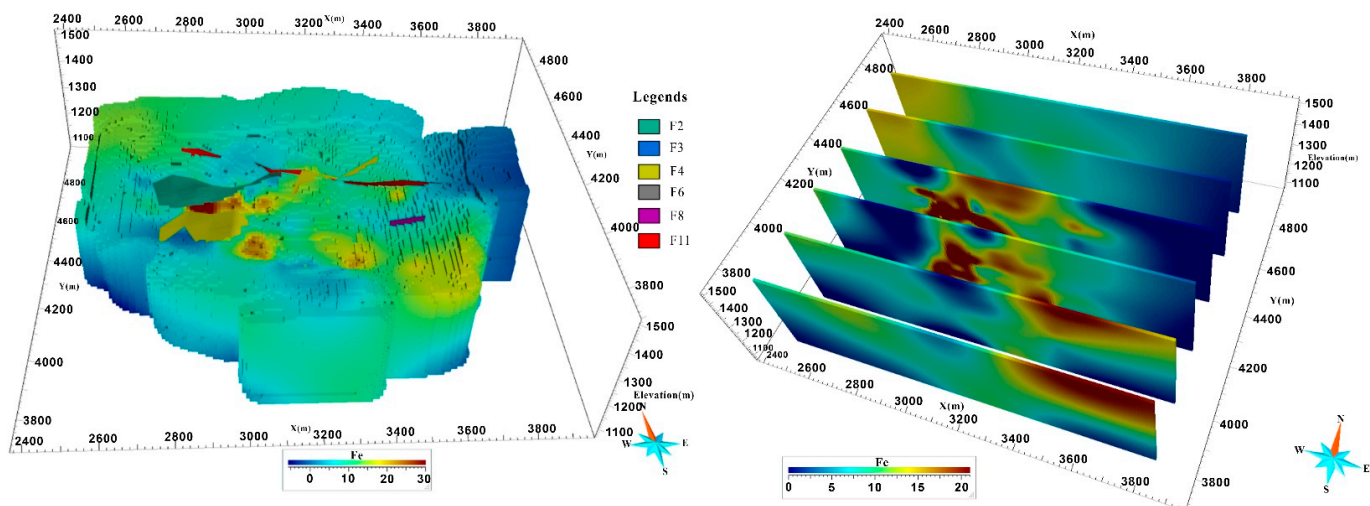 X(m)
2400 2600 2800 3000 3200 3400 3600 3800
1500
1400
1300
1200
1100
4800
4600
4400
Y(m)
4200
4000
3800
4800
4600
4400
Y(m)
4200
4000
3800
1500
1400
1300
1200
1100
Elevation(m)
2400 2600 2800 3000 3200 3400 3600 3800
X(m)
Legends
F2
F3
F4
F6
F8
F11
N
W E
S
Fe
0 10 20 30
X(m)
2400 2600 2800 3000 3200 3400 3600 3800
4800
4600
4400
Y(m)
4200
4000
3800
1500
1400
1300
1200
1100
Elevation(m)
1500
1400
1300
1200
1100
4800
4600
Y(m)
4400
4200
4000
3800
2400 2600 2800 3000 3200 3400 3600
X(m)
N
W E
S
Fe
0 5 10 15 20